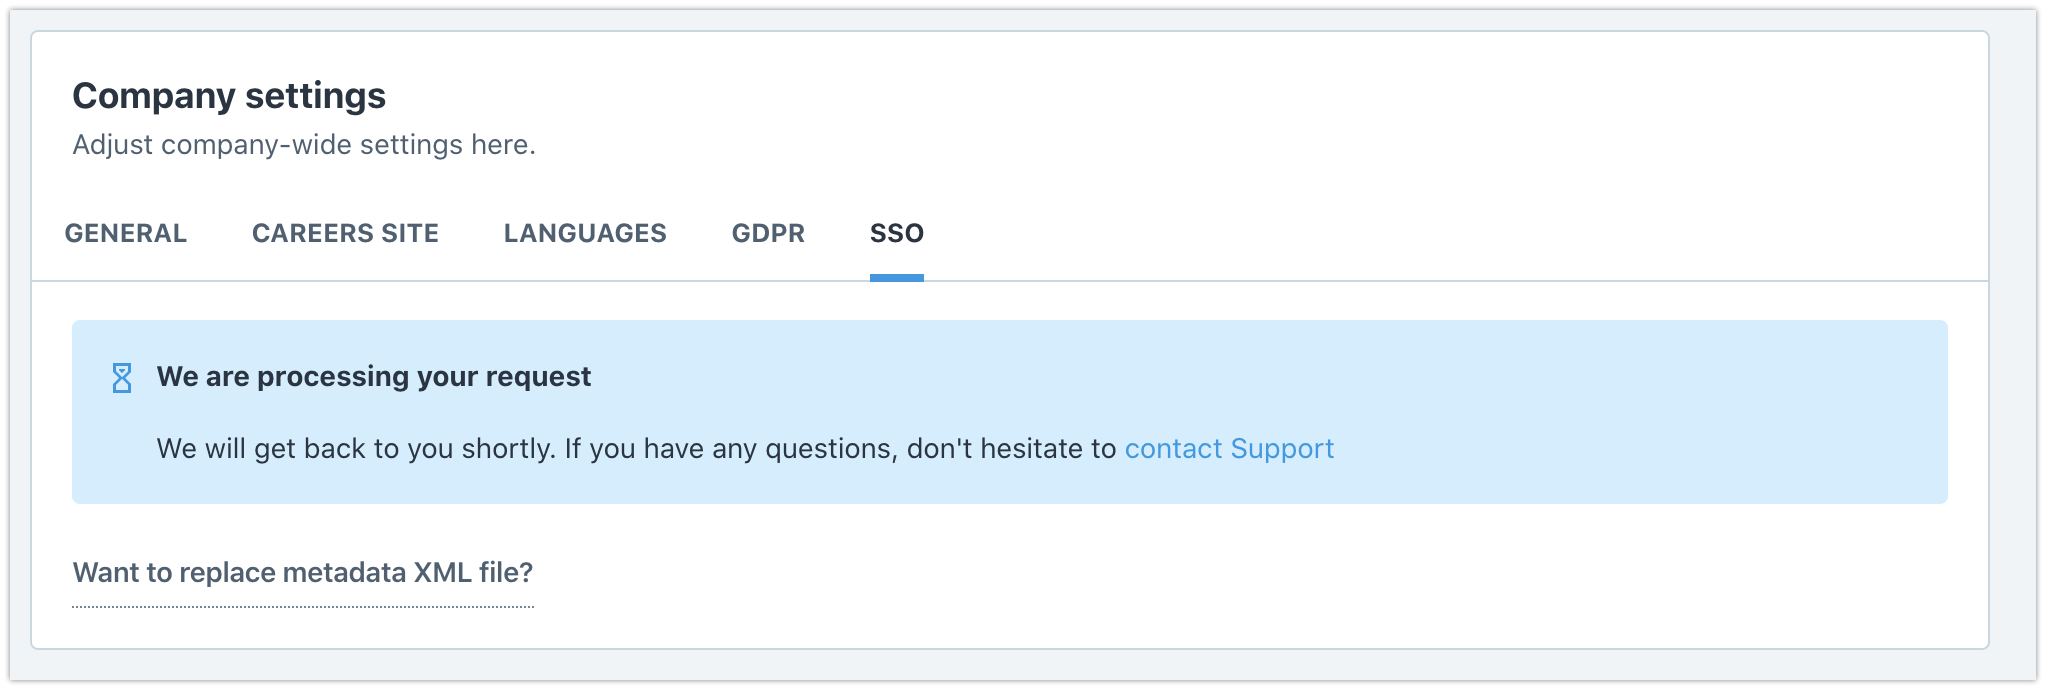 Company settings
Adjust company-wide settings here.
GENERAL CAREERS SITE LANGUAGES GDPR SSO
We are processing your request
We will get back to you shortly. If you have any questions, don't hesitate to contact Support
Want to replace metadata XML file?